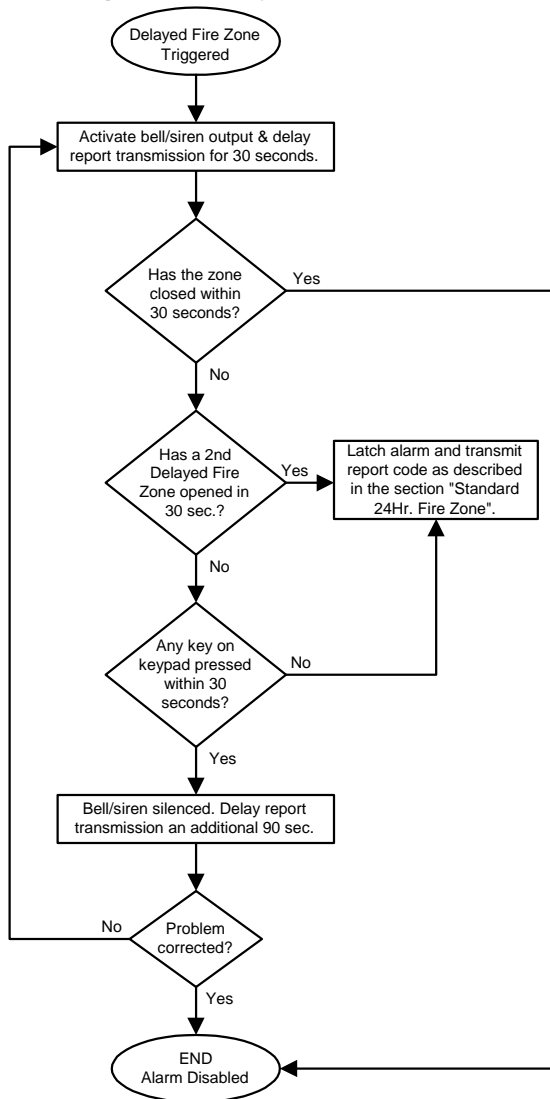 Delayed Fire Zone
Triggered
Activate bell/siren output & delay
report transmission for 30 seconds.
Has the zone
closed within
30 seconds?
Yes
No
Has a 2nd
Delayed Fire
Zone opened in
30 sec.?
Yes
Latch alarm and transmit
report code as described
in the section "Standard
24Hr. Fire Zone".
No
Any key on
keypad pressed
within 30
seconds?
No
Yes
Bell/siren silenced. Delay report
transmission an additional 90 sec.
No
Problem
corrected?
Yes
END
Alarm Disabled